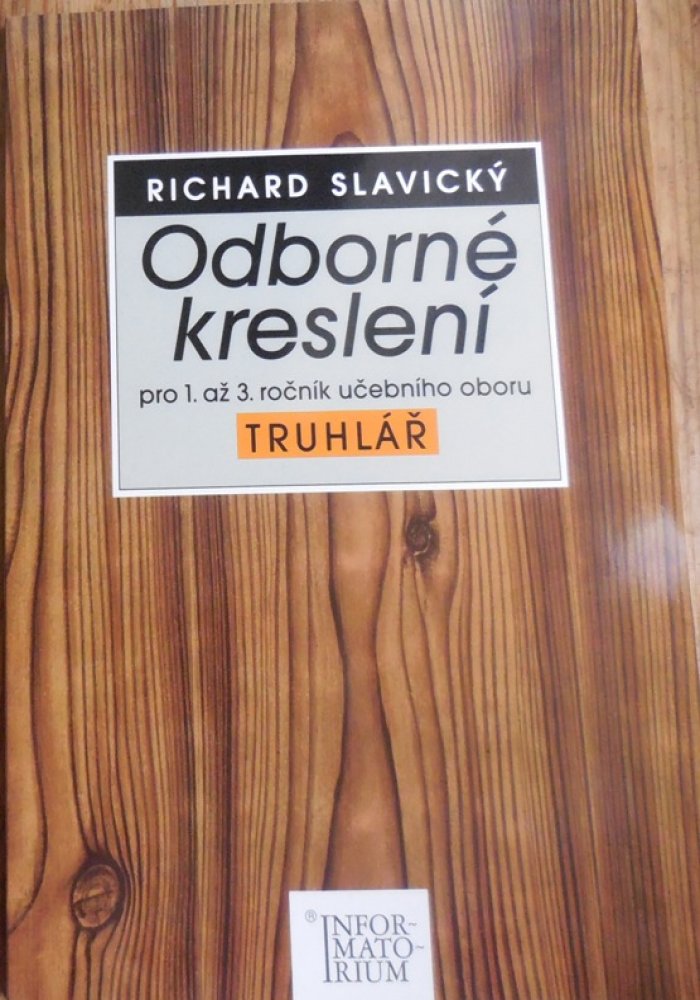 RICHARD SLAVICKÝ
Odborné
kreslení
pro 1. až 3. ročník učebního oboru
TRUHLÁŘ
® INFOR~
MATO~
RIUM